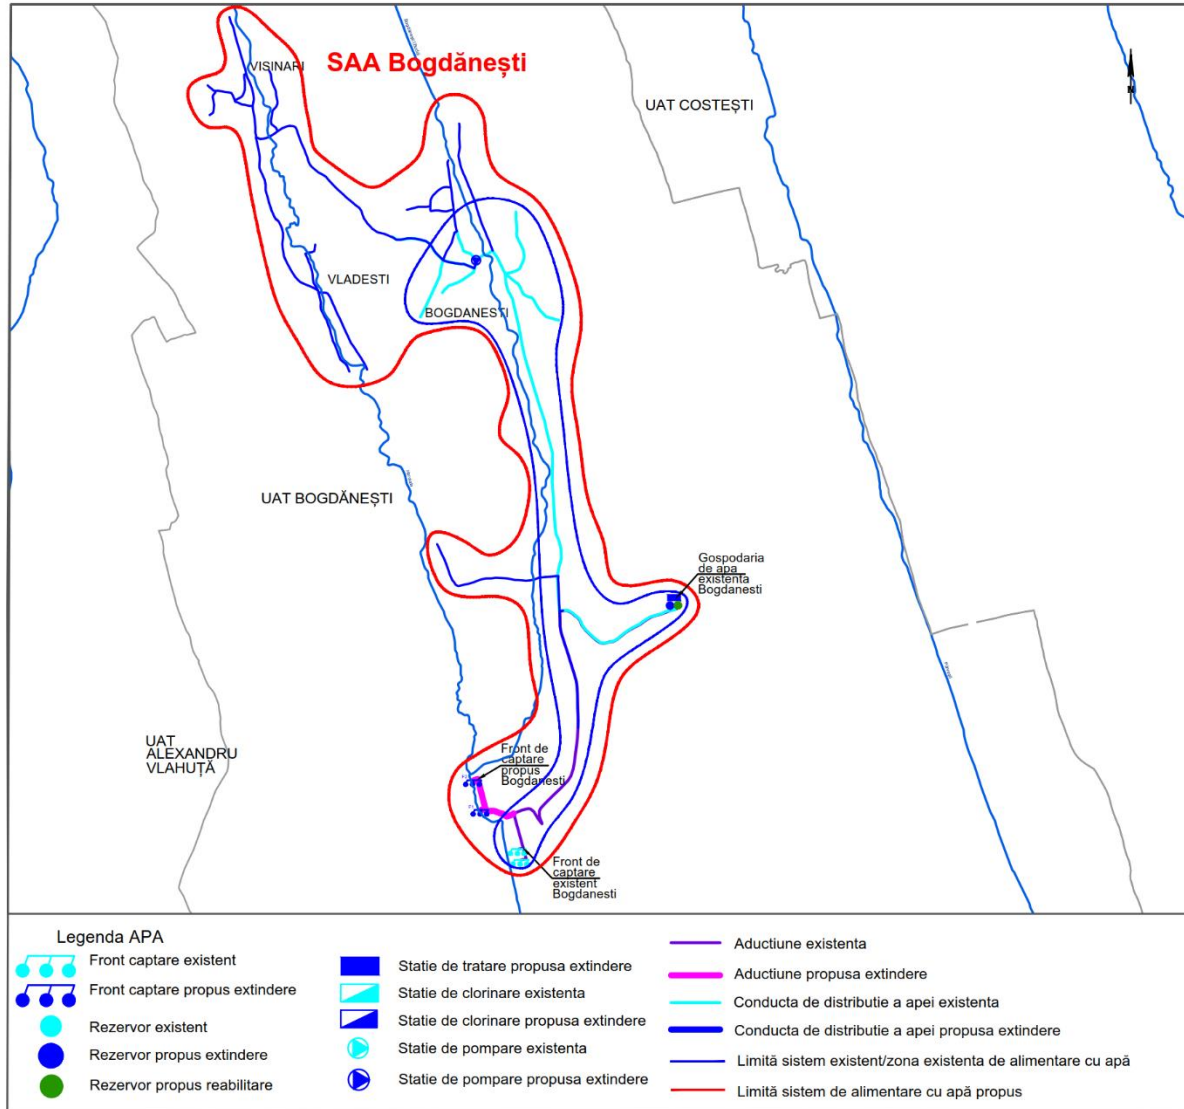 SAA Bogdănești
VISINARI
UAT COSTEȘTI
N
VLADESTI
BOGDANESTI
UAT BOGDĂNEȘTI
Gospodaria
de apa
existenta
Bogdanesti
UAT
ALEXANDRU
VLAHUȚĂ
Front de
captare
propus
Bogdanesti
Front de
captare
existent
Bogdanesti
Legenda APA
Front captare existent
Front captare propus extindere
Rezervor existent
Rezervor propus extindere
Rezervor propus reabilitare
Statie de tratare propusa extindere
Statie de clorinare existenta
Statie de clorinare propusa extindere
Statie de pompare existenta
Statie de pompare propusa extindere
Aductiune existenta
Aductiune propusa extindere
Conducta de distributie a apei existenta
Conducta de distributie a apei propusa extindere
Limită sistem existent/zona existenta de alimentare cu apă
Limită sistem de alimentare cu apă propus